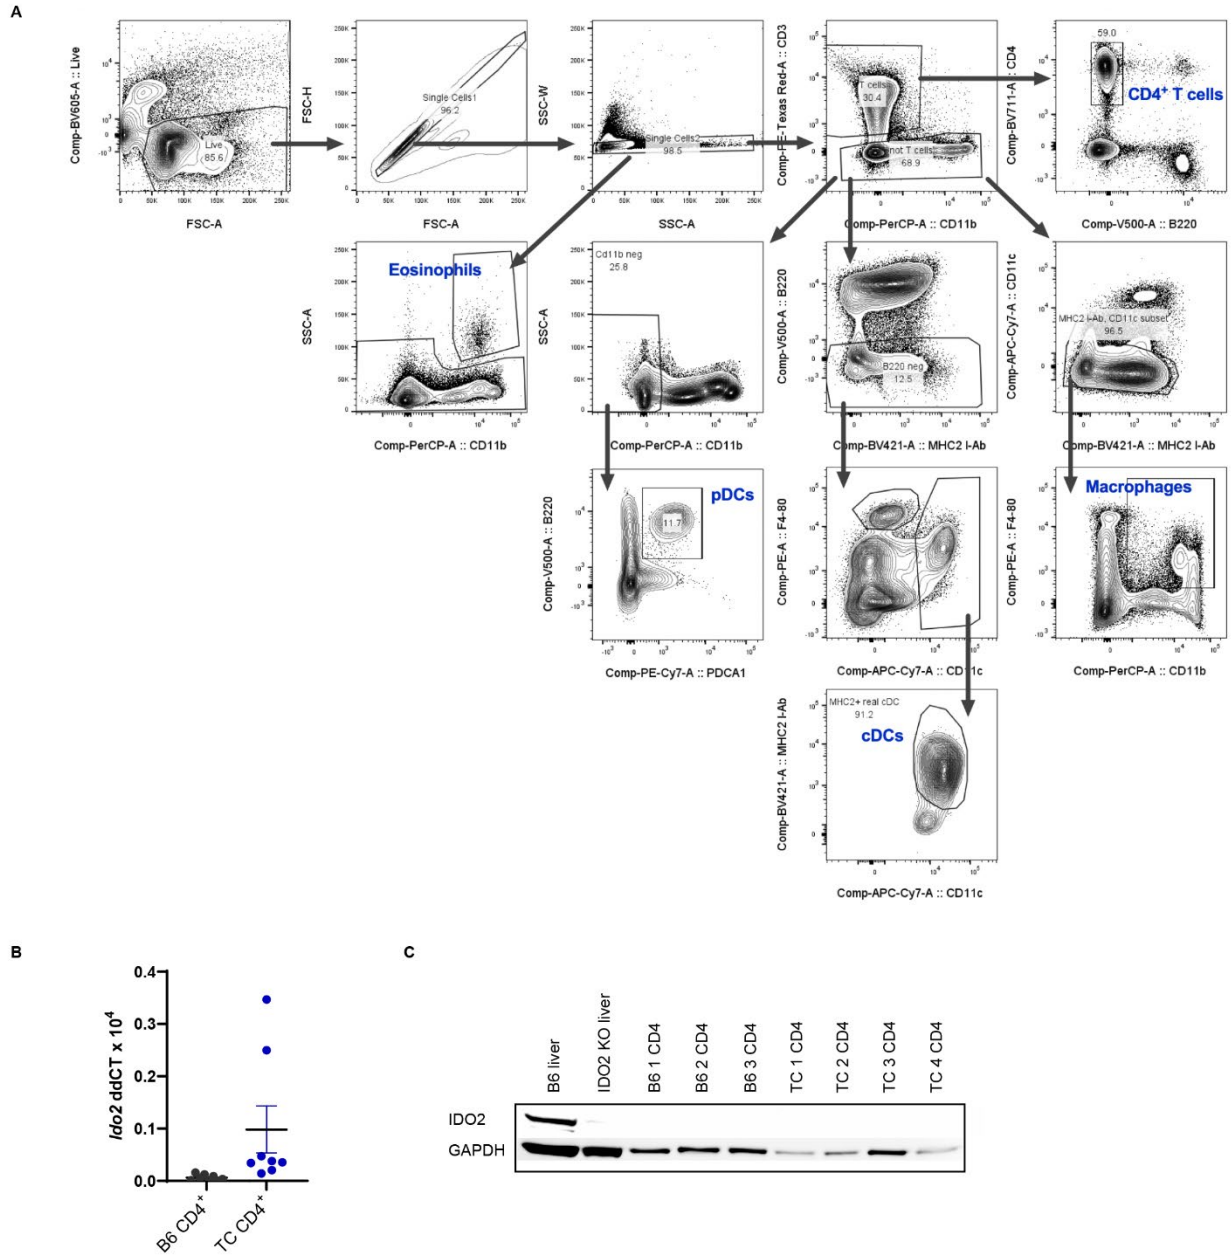 A
Comp-BV605-A :: Live
Live
85.6
FSC-A
FSC-H
Single Cells1
96.2
FSC-A
SSC-W
Single Cells2
98.5
SSC-A
Comp-PE-Texas Red-A :: CD3
T cells
30.4
not T cells
68.9
Comp-PerCP-A :: CD11b
Comp-BV711-A :: CD4
59.0
CD4+ T cells
Comp-V500-A :: B220
SSC-A
Eosinophils
Comp-PerCP-A :: CD11b
SSC-A
Cd11b neg
25.8
Comp-PerCP-A :: CD11b
Comp-V500-A :: B220
B220 neg
12.5
Comp-BV421-A :: MHC2 I-Ab
Comp-APC-Cy7-A :: CD11c
MHC2 I-Ab, CD11c subset
96.5
Comp-BV421-A :: MHC2 I-Ab
Comp-V500-A :: B220
pDCs
11.7
Comp-PE-Cy7-A :: PDCA1
Comp-PE-A :: F4-80
Comp-APC-Cy7-A :: CD11c
Comp-PE-A :: F4-80
Macrophages
Comp-PerCP-A :: CD11b
Comp-BV421-A :: MHC2 I-Ab
MHC2+ real cDC
91.2
cDCs
Comp-APC-Cy7-A :: CD11c
B
Ido2 ddCT x 10⁴
0.4
0.3
0.2
0.1
0.0
B6 CD4⁺
TC CD4⁺
C
B6 liver
IDO2 KO liver
B6 1 CD4
B6 2 CD4
B6 3 CD4
TC 1 CD4
TC 2 CD4
TC 3 CD4
TC 4 CD4
IDO2
GAPDH